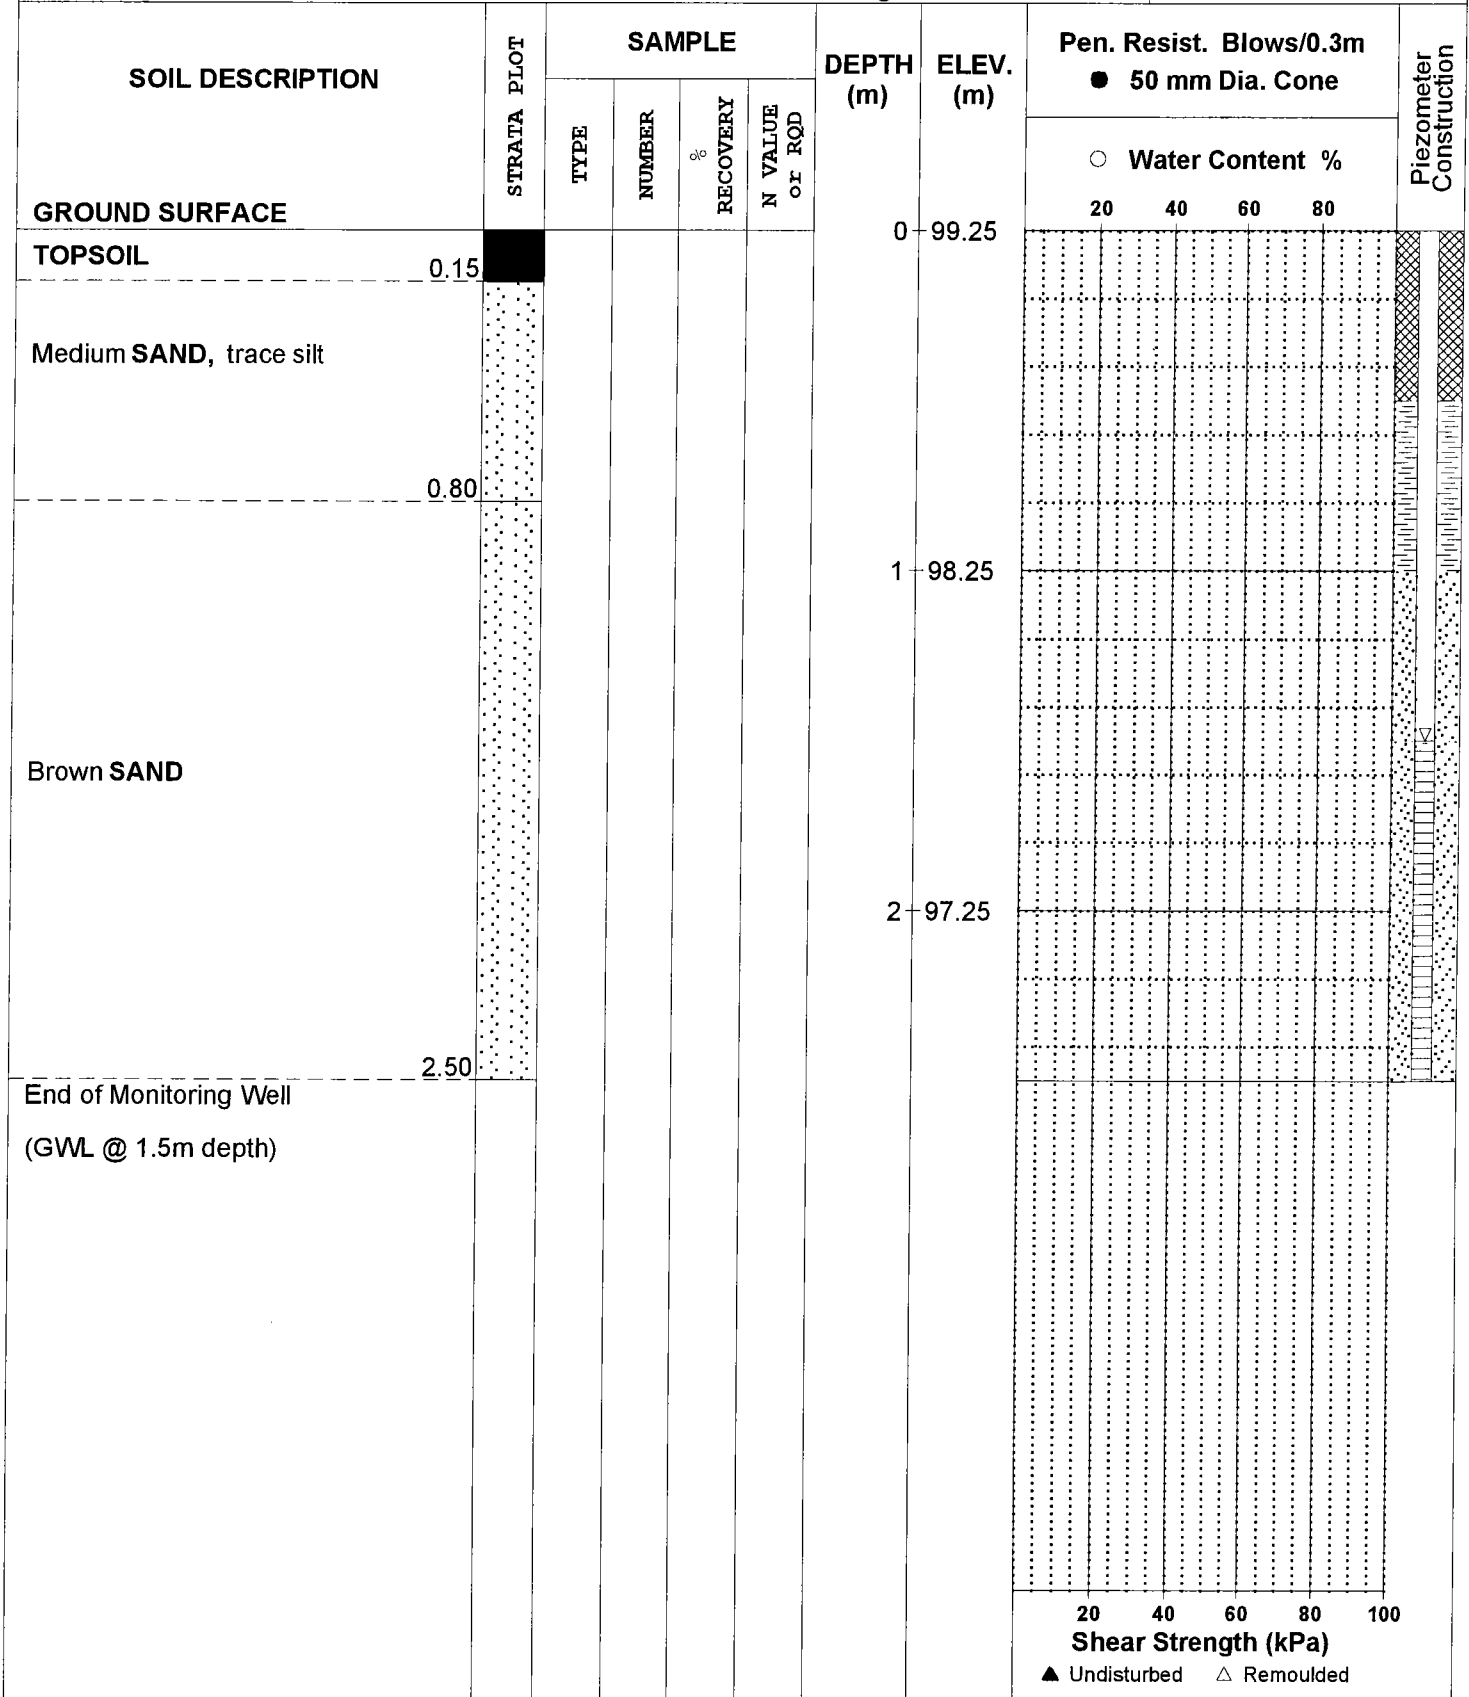 SOIL DESCRIPTION
GROUND SURFACE
STRATA PLOT
SAMPLE
TYPE
NUMBER
%
RECOVERY
N VALUE
or RQD
DEPTH
(m)
ELEV.
(m)
Pen. Resist. Blows/0.3m
● 50 mm Dia. Cone
○ Water Content %
20 40 60 80
Piezometer
Construction
TOPSOIL
0.15
0 99.25
Medium SAND, trace silt
0.80
1 98.25
Brown SAND
2 97.25
2.50
End of Monitoring Well
(GWL @ 1.5m depth)
20 40 60 80 100
Shear Strength (kPa)
▲ Undisturbed △ Remoulded